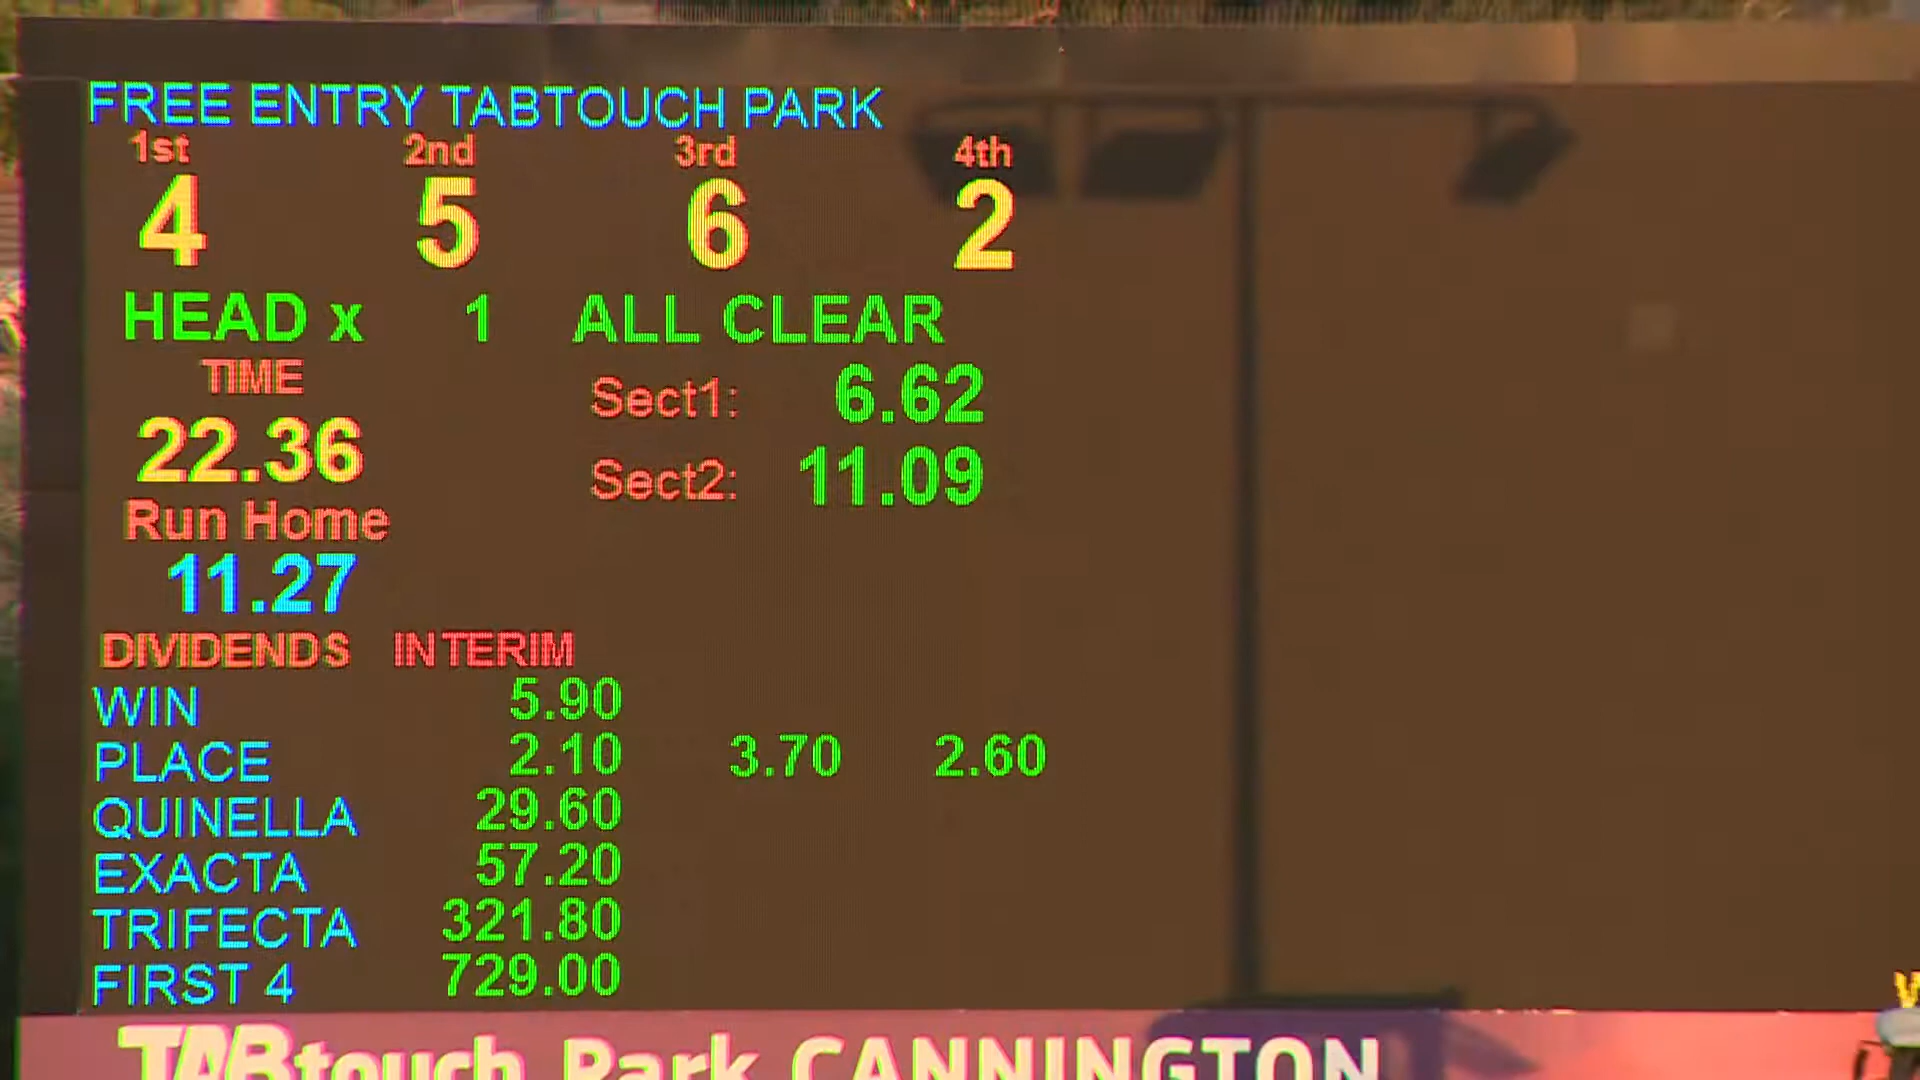 FREE ENTRY TABTOUCH PARK
1st 2nd 3rd 4th
4 5 6 2
HEAD x 1 ALL CLEAR
TIME
Sect1: 6.62
22.36
Sect2: 11.09
Run Home
11.27
DIVIDENDS INTERIM
WIN 5.90
PLACE 2.10 3.70 2.60
QUINELLA 29.60
EXACTA 57.20
TRIFECTA 321.80
FIRST 4 729.00
TABtouch Park CANNINGTON